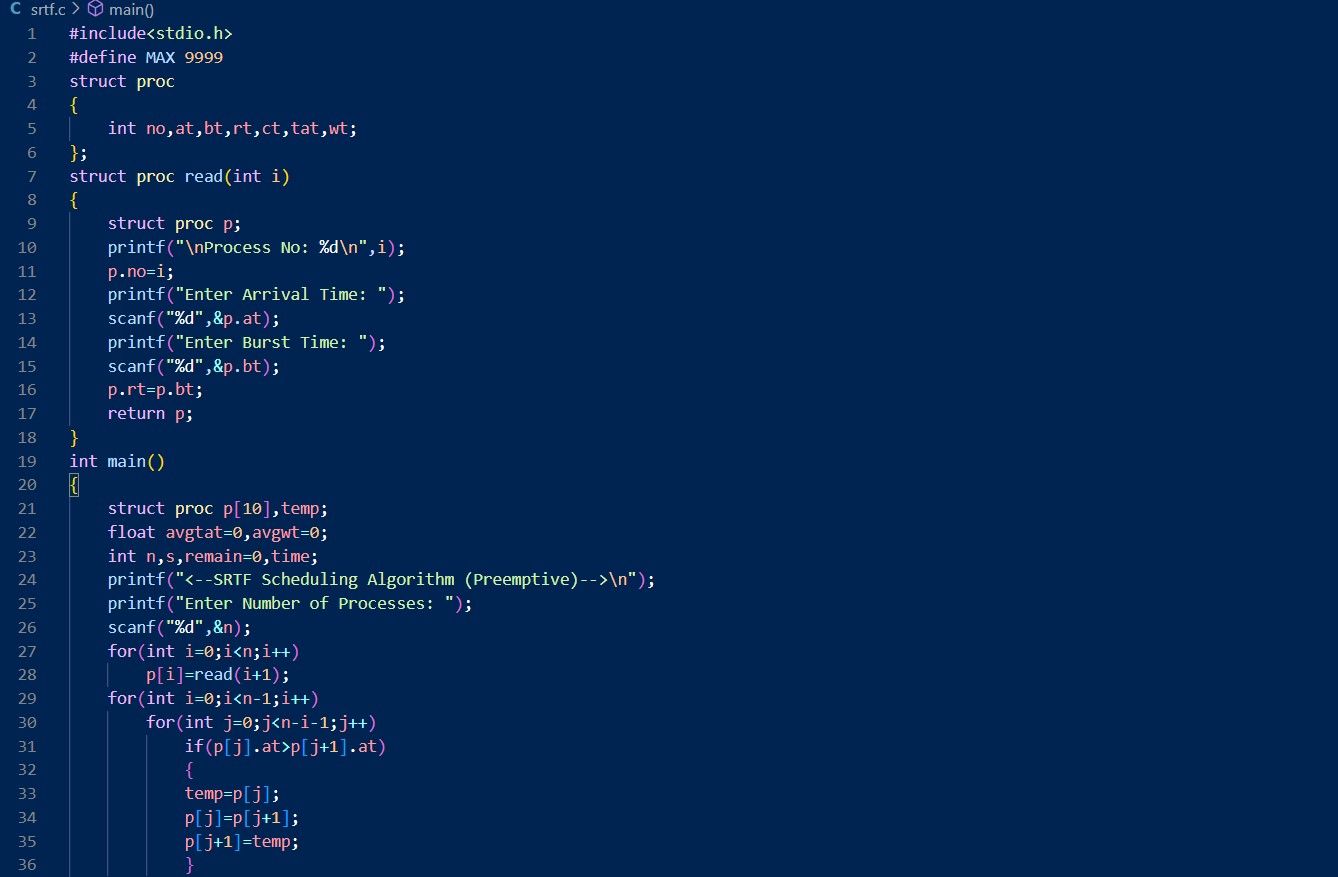 C srtf.c > main()
1 #include<stdio.h>
2 #define MAX 9999
3 struct proc
4 {
5     int no,at,bt,rt,ct,tat,wt;
6 };
7 struct proc read(int i)
8 {
9     struct proc p;
10     printf("\nProcess No: %d\n",i);
11     p.no=i;
12     printf("Enter Arrival Time: ");
13     scanf("%d",&p.at);
14     printf("Enter Burst Time: ");
15     scanf("%d",&p.bt);
16     p.rt=p.bt;
17     return p;
18 }
19 int main()
20 {
21     struct proc p[10],temp;
22     float avgtat=0,avgwt=0;
23     int n,s,remain=0,time;
24     printf("<--SRTF Scheduling Algorithm (Preemptive)-->\n");
25     printf("Enter Number of Processes: ");
26     scanf("%d",&n);
27     for(int i=0;i<n;i++)
28         p[i]=read(i+1);
29     for(int i=0;i<n-1;i++)
30         for(int j=0;j<n-i-1;j++)
31             if(p[j].at>p[j+1].at)
32             {
33             temp=p[j];
34             p[j]=p[j+1];
35             p[j+1]=temp;
36             }